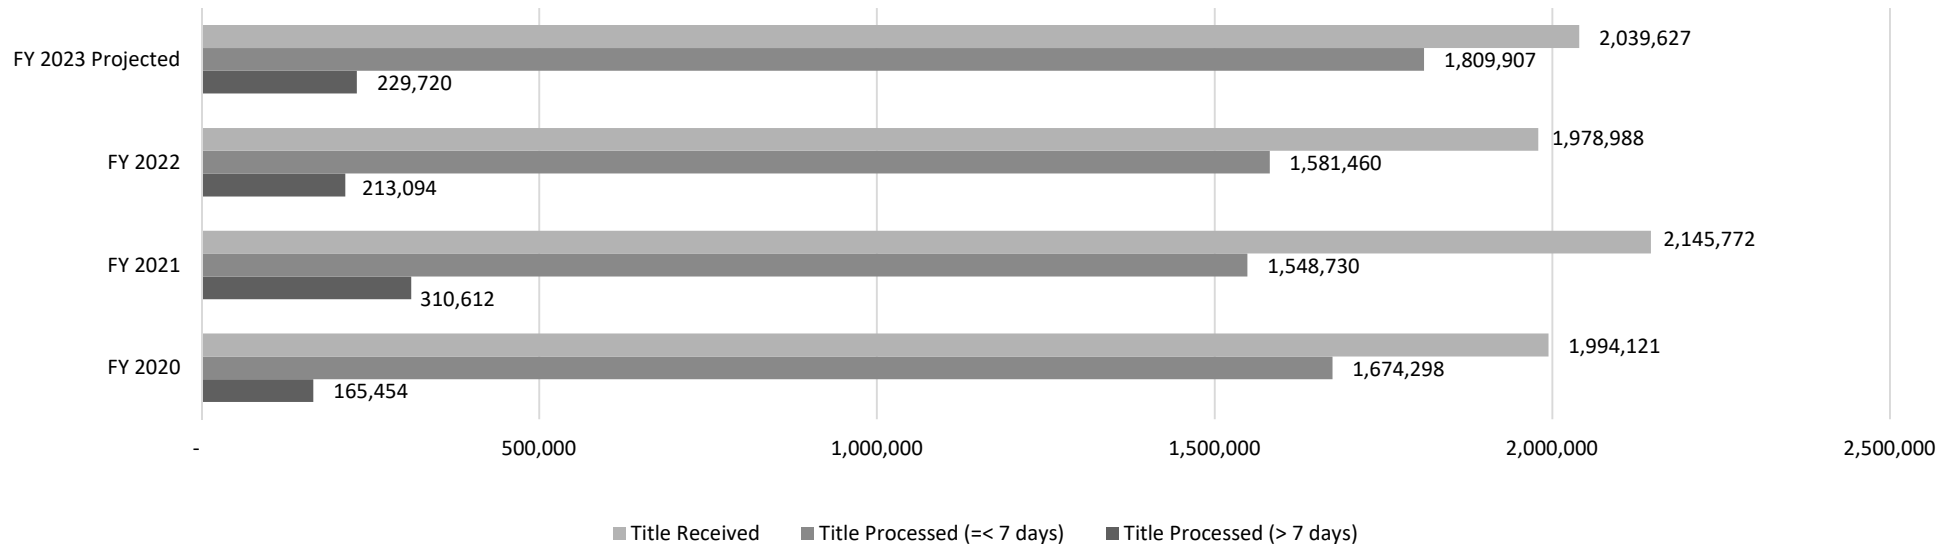 2,039,627
FY 2023 Projected
1,809,907
229,720
1,978,988
FY 2022
1,581,460
213,094
2,145,772
FY 2021
1,548,730
310,612
1,994,121
FY 2020
1,674,298
165,454
- 500,000 1,000,000 1,500,000 2,000,000 2,500,000
Title Received Title Processed (=< 7 days) Title Processed (> 7 days)